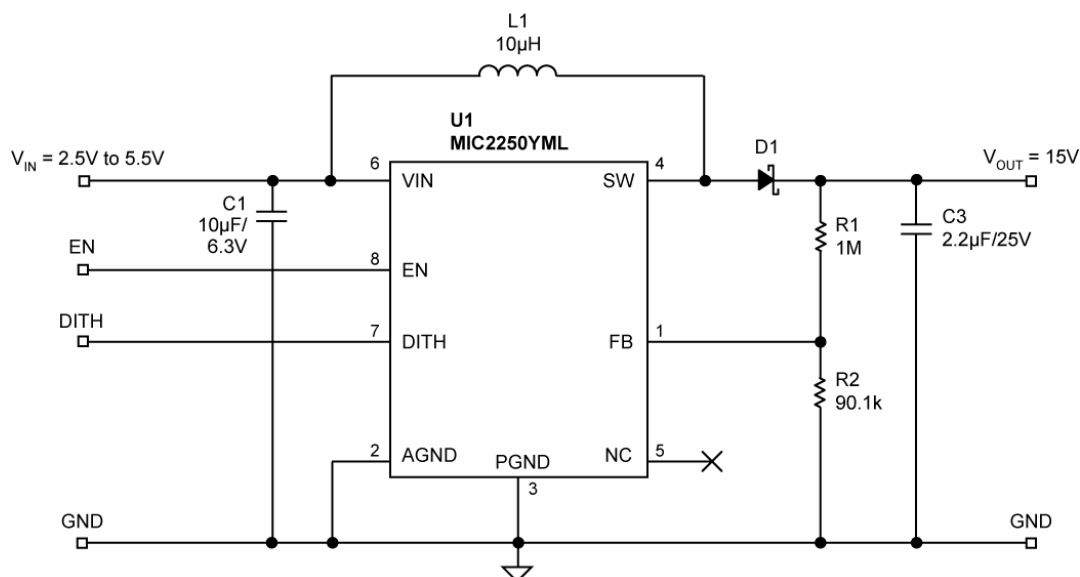 L1
10µH
U1
MIC2250YML
V_IN = 2.5V to 5.5V
6
VIN
SW
4
D1
V_OUT = 15V
C1
10µF/
6.3V
R1
1M
C3
2.2µF/25V
EN
8
EN
DITH
7
DITH
FB
1
R2
90.1k
2
AGND
PGND
3
NC
5
GND
GND